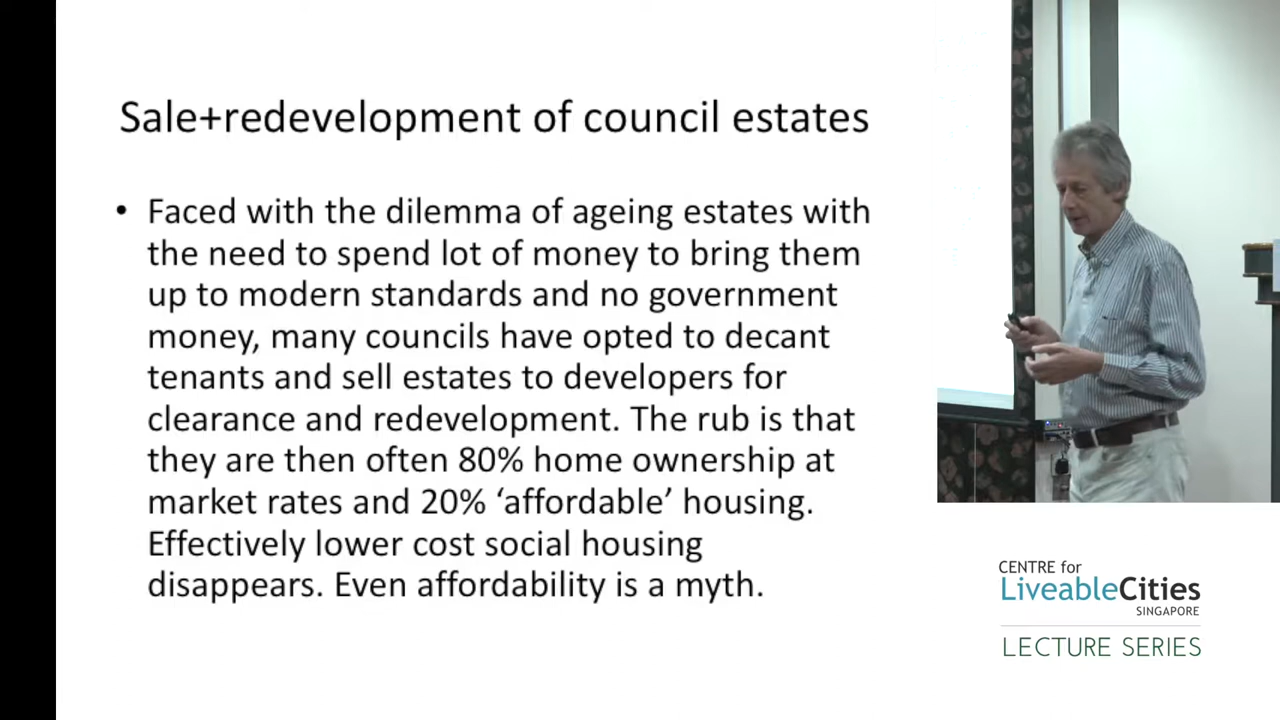 Sale+redevelopment of council estates
• Faced with the dilemma of ageing estates with
the need to spend lot of money to bring them
up to modern standards and no government
money, many councils have opted to decant
tenants and sell estates to developers for
clearance and redevelopment. The rub is that
they are then often 80% home ownership at
market rates and 20% ‘affordable’ housing.
Effectively lower cost social housing
disappears. Even affordability is a myth.
CENTRE for
LiveableCities
SINGAPORE
LECTURE SERIES